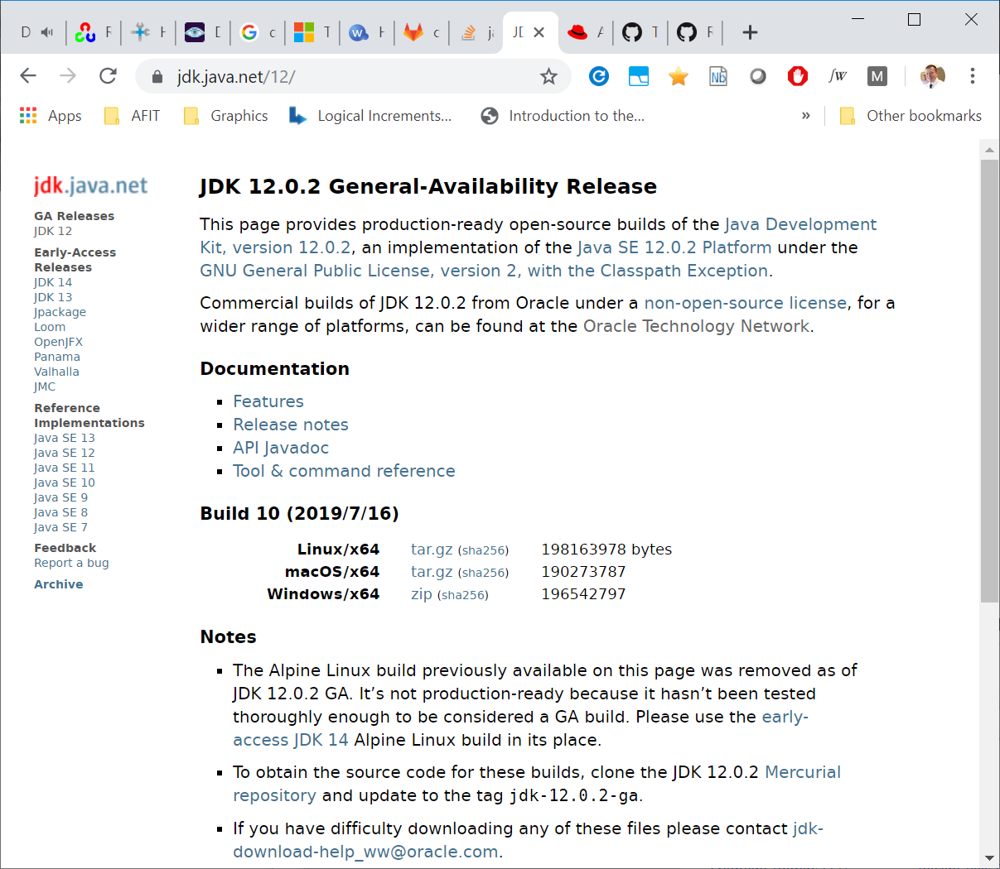 D
jdk.java.net/12/
M
Apps
AFIT
Graphics
Logical Increments...
Introduction to the...
»
Other bookmarks
jdk.java.net
GA Releases
JDK 12
Early-Access
Releases
JDK 14
JDK 13
Jpackage
Loom
OpenJFX
Panama
Valhalla
JMC
Reference
Implementations
Java SE 13
Java SE 12
Java SE 11
Java SE 10
Java SE 9
Java SE 8
Java SE 7
Feedback
Report a bug
Archive
JDK 12.0.2 General-Availability Release
This page provides production-ready open-source builds of the Java Development
Kit, version 12.0.2, an implementation of the Java SE 12.0.2 Platform under the
GNU General Public License, version 2, with the Classpath Exception.
Commercial builds of JDK 12.0.2 from Oracle under a non-open-source license, for a
wider range of platforms, can be found at the Oracle Technology Network.
Documentation
Features
Release notes
API Javadoc
Tool & command reference
Build 10 (2019/7/16)
Linux/x64 tar.gz (sha256) 198163978 bytes
macOS/x64 tar.gz (sha256) 190273787
Windows/x64 zip (sha256) 196542797
Notes
The Alpine Linux build previously available on this page was removed as of
JDK 12.0.2 GA. It’s not production-ready because it hasn’t been tested
thoroughly enough to be considered a GA build. Please use the early-
access JDK 14 Alpine Linux build in its place.
To obtain the source code for these builds, clone the JDK 12.0.2 Mercurial
repository and update to the tag jdk-12.0.2-ga.
If you have difficulty downloading any of these files please contact jdk-
download-help_ww@oracle.com.